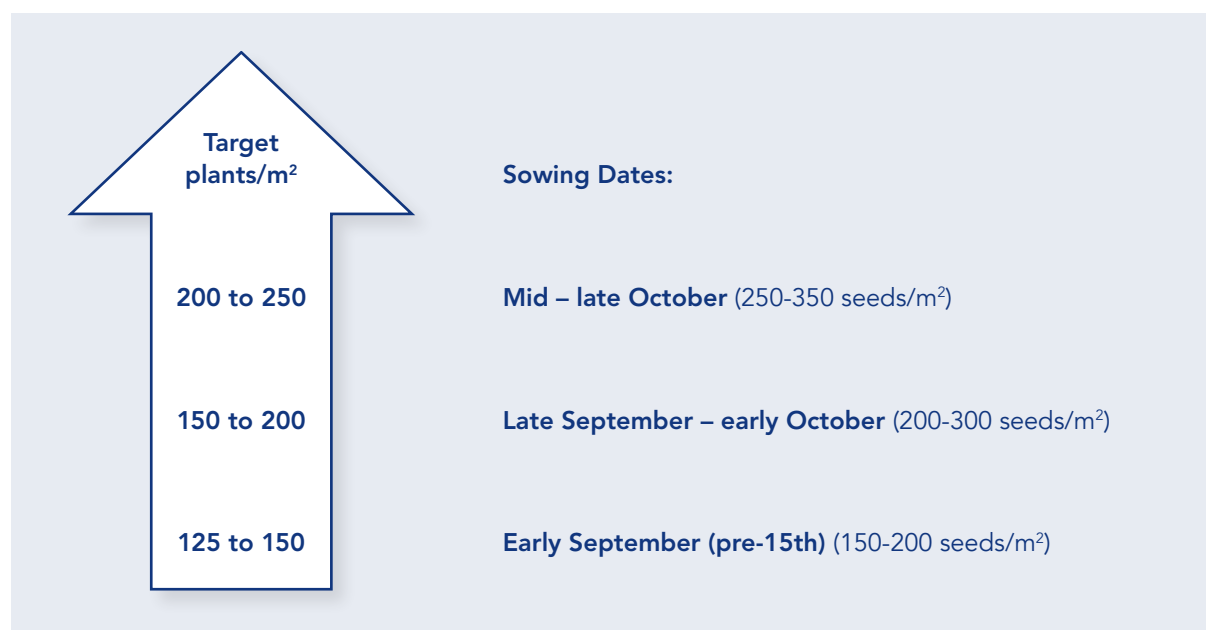 Target
plants/m²
Sowing Dates:
200 to 250
Mid – late October (250-350 seeds/m²)
150 to 200
Late September – early October (200-300 seeds/m²)
125 to 150
Early September (pre-15th) (150-200 seeds/m²)